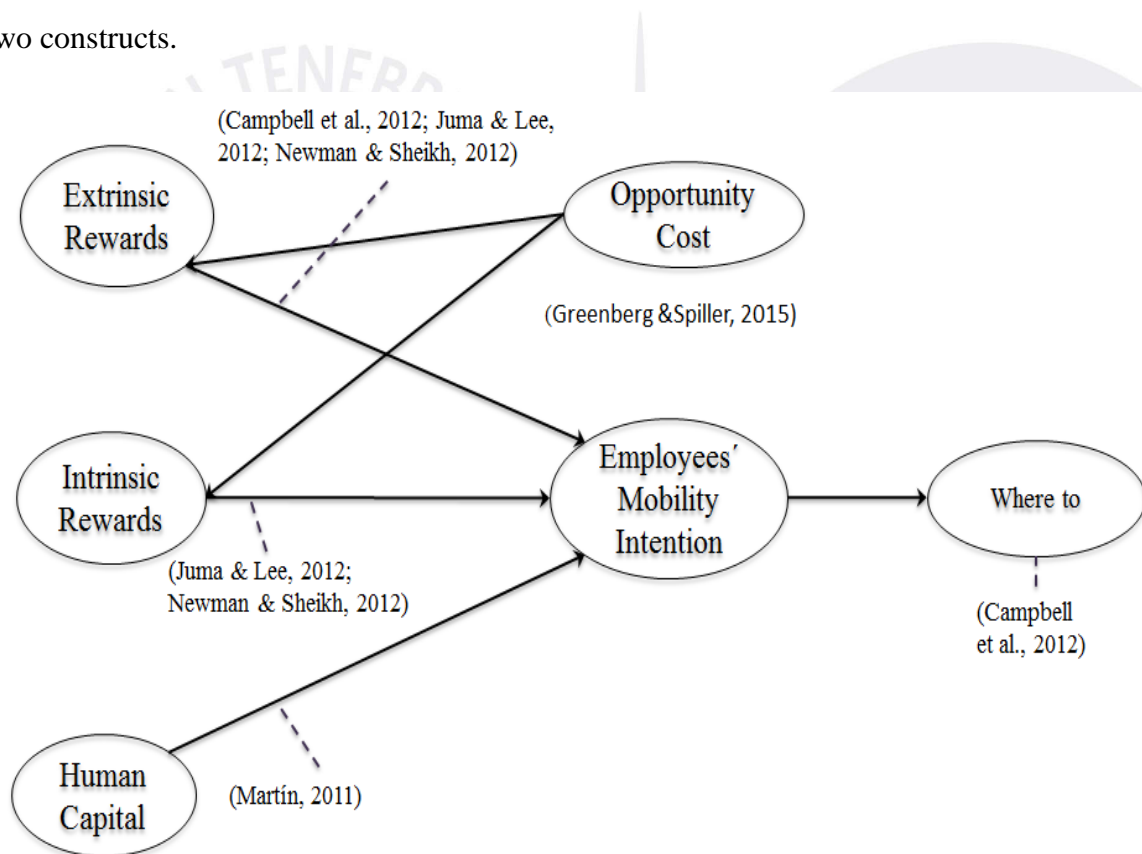 wo constructs.
N TENEBR
(Campbell et al., 2012; Juma & Lee,
2012; Newman & Sheikh, 2012)
Extrinsic
Rewards
Opportunity
Cost
(Greenberg &Spiller, 2015)
Intrinsic
Rewards
Employees´
Mobility
Intention
Where to
(Juma & Lee, 2012;
Newman & Sheikh, 2012)
(Campbell
et al., 2012)
Human
Capital
(Martín, 2011)